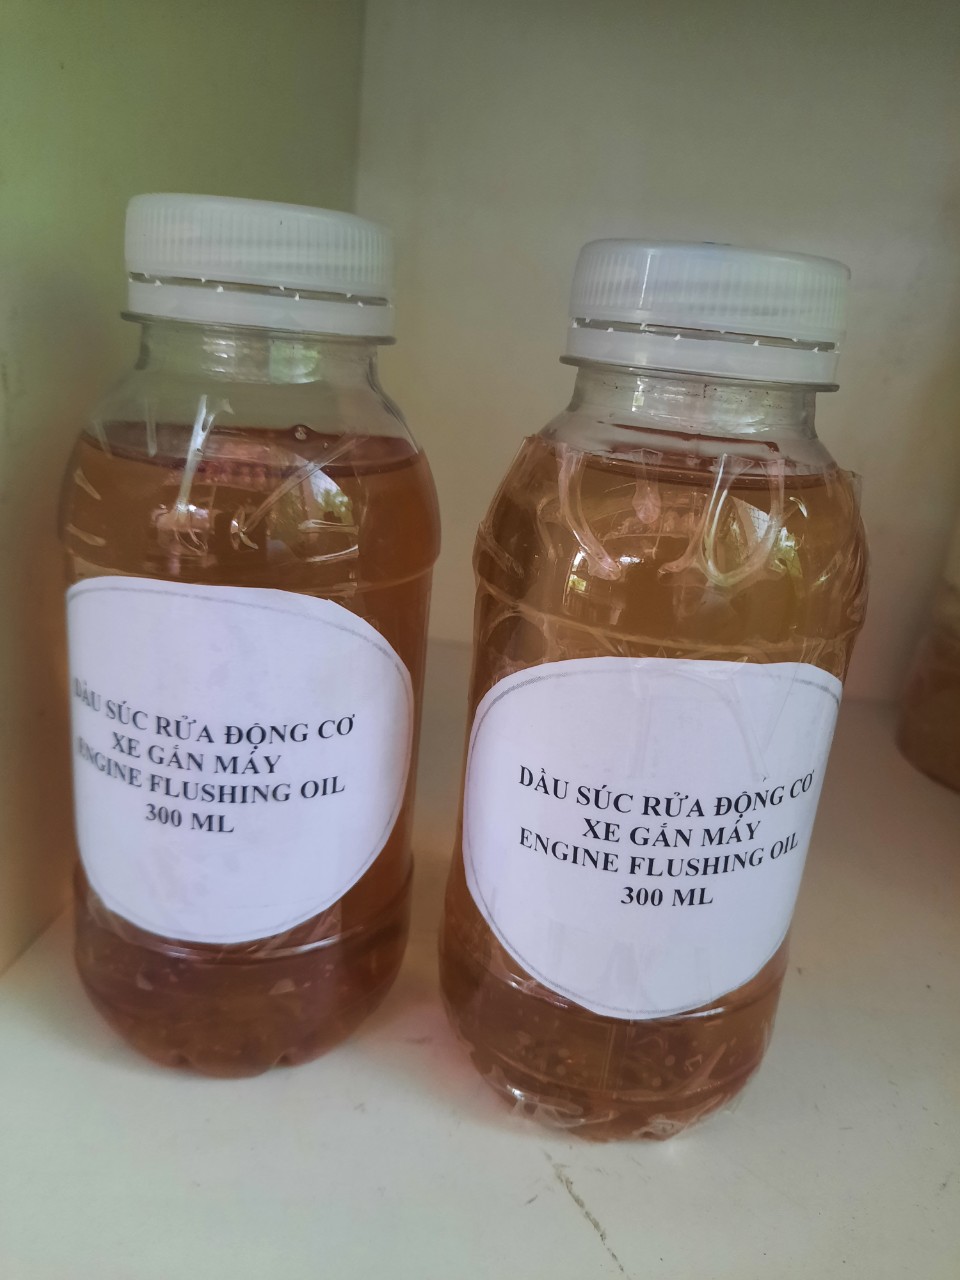 DẦU SÚC RỬA ĐỘNG CƠ
XE GẮN MÁY
ENGINE FLUSHING OIL
300 ML
DẦU SÚC RỬA ĐỘNG CƠ
XE GẮN MÁY
ENGINE FLUSHING OIL
300 ML